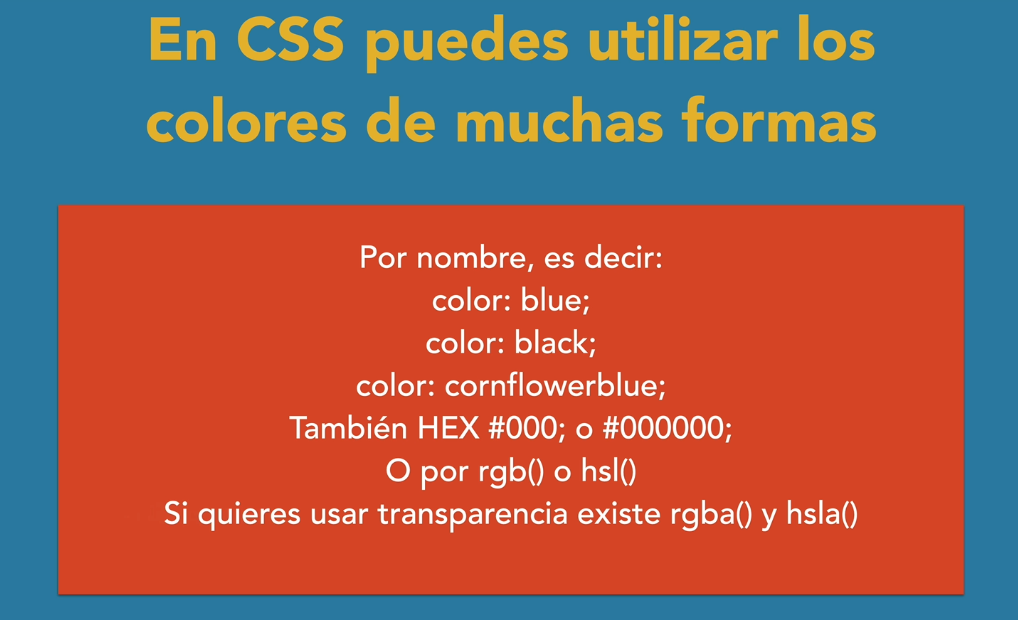 En CSS puedes utilizar los
colores de muchas formas
Por nombre, es decir:
color: blue;
color: black;
color: cornflowerblue;
También HEX #000; o #000000;
O por rgb() o hsl()
Si quieres usar transparencia existe rgba() y hsla()